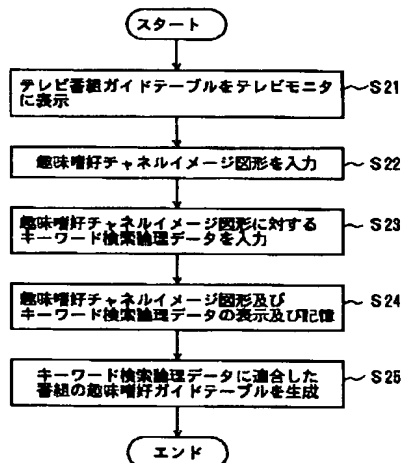 スタート
テレビ番組ガイドテーブルをテレビモニタ
に表示
S21
趣味嗜好チャネルイメージ図形を入力
S22
趣味嗜好チャネルイメージ図形に対する
キーワード検索論理データを入力
S23
趣味嗜好チャネルイメージ図形及び
キーワード検索論理データの表示及び記憶
S24
キーワード検索論理データに適合した
番組の趣味嗜好ガイドテーブルを生成
S25
エンド